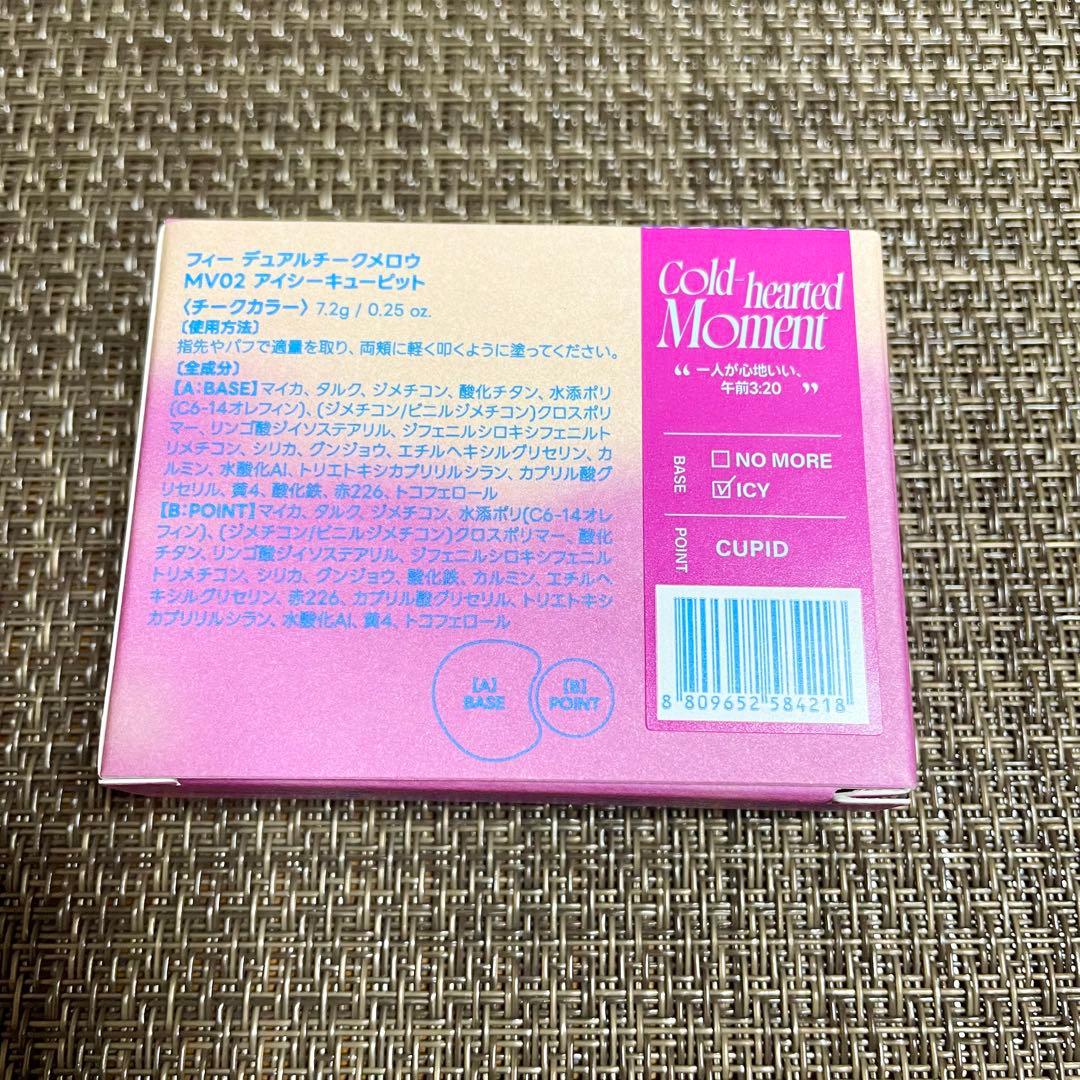 フィー デュアルチークメロウ
MV02 アイシーキューピット
〈チークカラー〉7.2g / 0.25 oz.
〔使用方法〕
指先やパフで適量を取り、両頬に軽く叩くように塗ってください。
〔全成分〕
【A:BASE】マイカ、タルク、ジメチコン、酸化チタン、水添ポリ
(C6-14オレフィン)、(ジメチコン/ビニルジメチコン)クロスポリ
マー、リンゴ酸ジイソステアリル、ジフェニルシロキシフェニルト
リメチコン、シリカ、グンジョウ、エチルヘキシルグリセリン、カ
ルミン、水酸化Al、トリエトキシカプリリルシラン、カプリル酸グ
リセリル、黄4、酸化鉄、赤226、トコフェロール
【B:POINT】マイカ、タルク、ジメチコン、水添ポリ(C6-14オレ
フィン)、(ジメチコン/ビニルジメチコン)クロスポリマー、酸化
チタン、リンゴ酸ジイソステアリル、ジフェニルシロキシフェニル
トリメチコン、シリカ、グンジョウ、酸化鉄、カルミン、エチルヘ
キシルグリセリン、赤226、カプリル酸グリセリル、トリエトキシ
カプリリルシラン、水酸化Al、黄4、トコフェロール
【A】
BASE
【B】
POINT
Cold-hearted
Moment
“ 一人が心地いい、
午前3:20 ”
BASE
NO MORE
ICY
POINT
CUPID
8 809652 584218